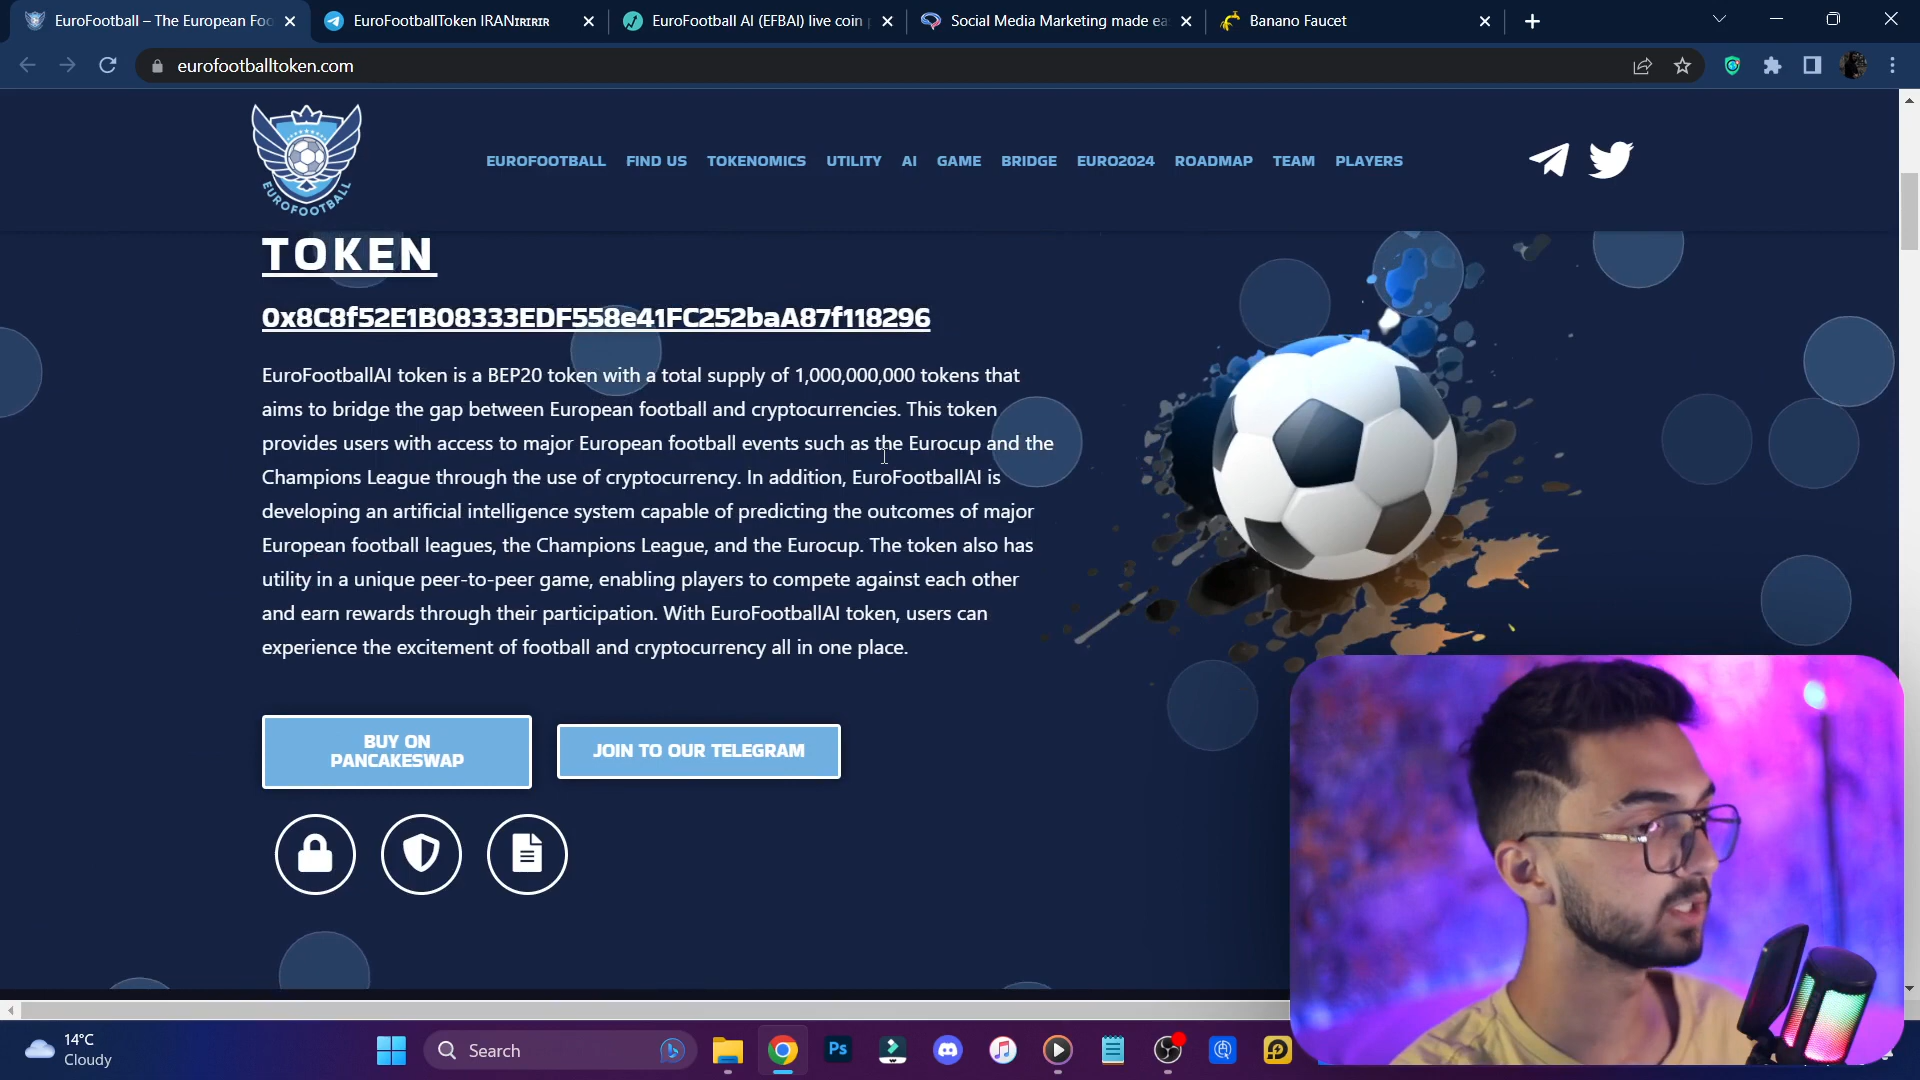 EuroFootball – The European Foo
EuroFootballToken IRANɪʀɪʀɪʀ
EuroFootball AI (EFBAI) live coin p
Social Media Marketing made ea
Banano Faucet
eurofootballtoken.com
EUROFOOTBALL
EUROFOOTBALL FIND US TOKENOMICS UTILITY AI GAME BRIDGE EURO2024 ROADMAP TEAM PLAYERS
TOKEN
0x8C8f52E1B08333EDF558e41FC252baA87f118296
EuroFootballAI token is a BEP20 token with a total supply of 1,000,000,000 tokens that
aims to bridge the gap between European football and cryptocurrencies. This token
provides users with access to major European football events such as the Eurocup and the
Champions League through the use of cryptocurrency. In addition, EuroFootballAI is
developing an artificial intelligence system capable of predicting the outcomes of major
European football leagues, the Champions League, and the Eurocup. The token also has
utility in a unique peer-to-peer game, enabling players to compete against each other
and earn rewards through their participation. With EuroFootballAI token, users can
experience the excitement of football and cryptocurrency all in one place.
BUY ON
PANCAKESWAP
JOIN TO OUR TELEGRAM
14°C
Cloudy
Search
Ps